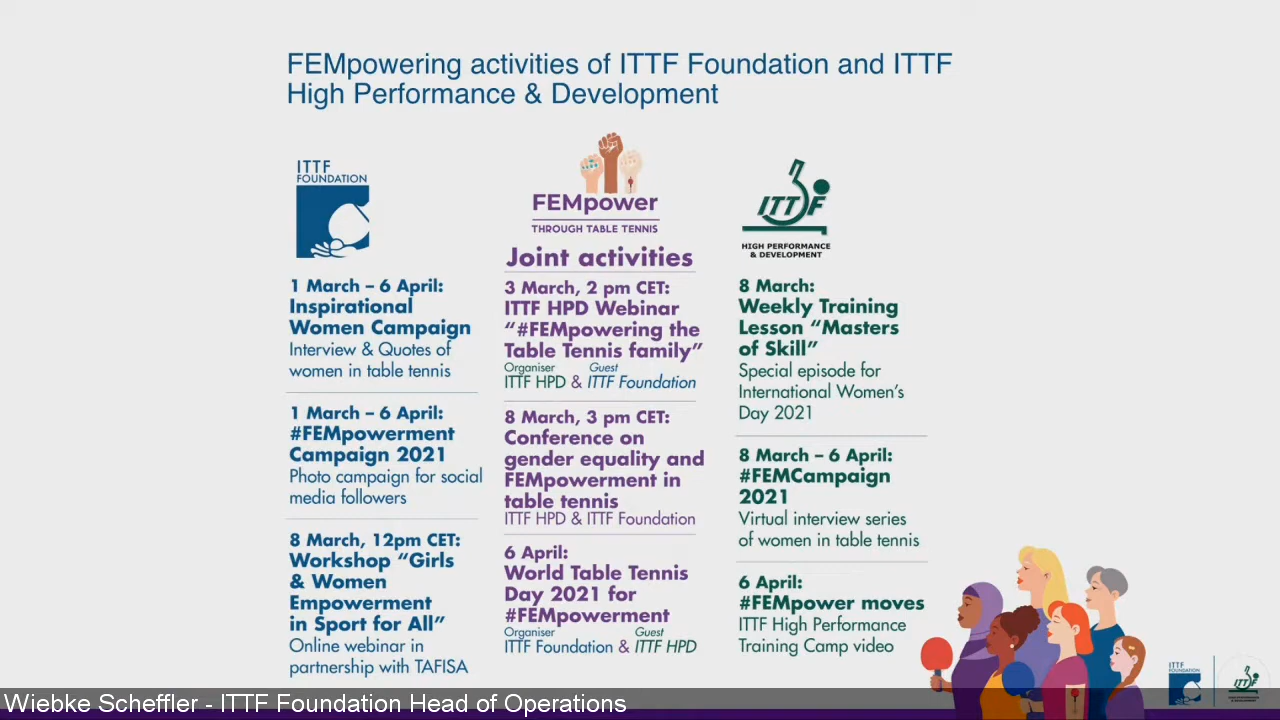 FEMpowering activities of ITTF Foundation and ITTF
High Performance & Development
ITTF
FOUNDATION
1 March – 6 April:
Inspirational
Women Campaign
Interview & Quotes of
women in table tennis
1 March – 6 April:
#FEMpowerment
Campaign 2021
Photo campaign for social
media followers
8 March, 12pm CET:
Workshop “Girls
& Women
Empowerment
in Sport for All”
Online webinar in
partnership with TAFISA
FEMpower
THROUGH TABLE TENNIS
Joint activities
3 March, 2 pm CET:
ITTF HPD Webinar
“#FEMpowering the
Table Tennis family”
Organiser Guest
ITTF HPD & ITTF Foundation
8 March, 3 pm CET:
Conference on
gender equality and
FEMpowerment in
table tennis
ITTF HPD & ITTF Foundation
6 April:
World Table Tennis
Day 2021 for
#FEMpowerment
Organiser Guest
ITTF Foundation & ITTF HPD
ITTF
HIGH PERFORMANCE
& DEVELOPMENT
8 March:
Weekly Training
Lesson “Masters
of Skill”
Special episode for
International Women’s
Day 2021
8 March – 6 April:
#FEMCampaign
2021
Virtual interview series
of women in table tennis
6 April:
#FEMpower moves
ITTF High Performance
Training Camp video
ITTF
FOUNDATION
ITTF
Wiebke Scheffler - ITTF Foundation Head of Operations